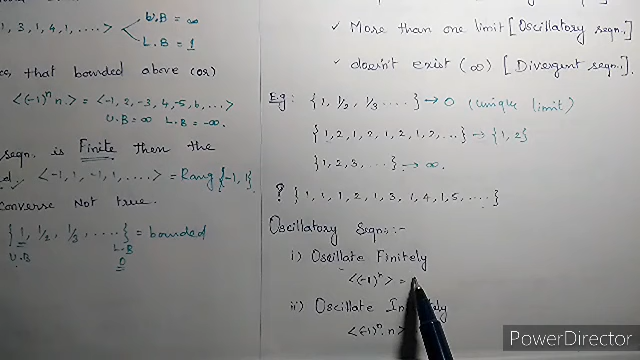 1, 3, 1, 4, 1, ....>
U.B = ∞
L.B = 1
that bounded above (or)
<(-1)ⁿ n.> = <-1, 2, -3, 4, -5, 6, ...>
U.B = ∞ L.B = -∞.
seqn. is Finite then the
<-1, 1, -1, 1, ....> = Rang {-1, 1}
converse Not true.
{1, 1/2, 1/3, ....} = bounded
U.B
L.B
0
✓ More than one limit [Oscillatory seqn.]
✓ doesn't exist (∞) [Divergent seqn.].
Eg: {1, 1/2, 1/3 ....} → 0 (unique limit)
{1, 2, 1, 2, 1, 2, 1, 2, ...} → {1, 2}
{1, 2, 3, ....} → ∞.
? {1, 1, 1, 2, 1, 3, 1, 4, 1, 5, ....}
Oscillatory Seqns:-
i) Oscillate Finitely
<(-1)ⁿ> =
ii) Oscillate
<(-1)ⁿ. n>
PowerDirector